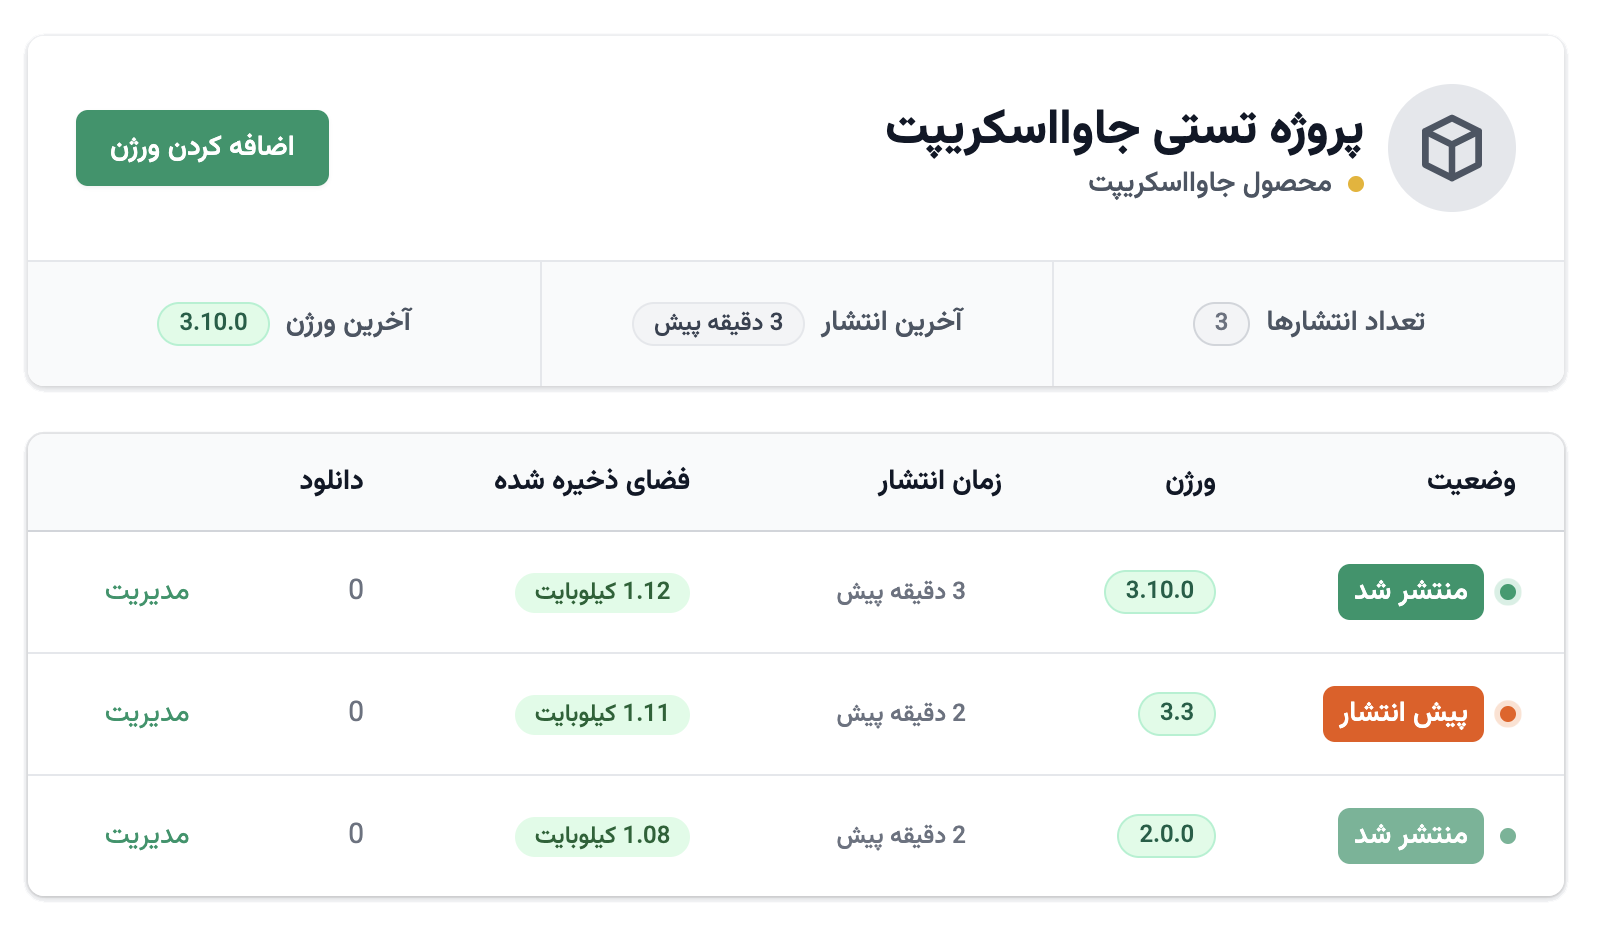 پروژه تستی جاوااسکریپت
محصول جاوااسکریپت
اضافه کردن ورژن
تعداد انتشارها 3
آخرین انتشار 3 دقیقه پیش
آخرین ورژن 3.10.0
وضعیت ورژن زمان انتشار فضای ذخیره شده دانلود
منتشر شد 3.10.0 3 دقیقه پیش 1.12 کیلوبایت 0 مدیریت
پیش انتشار 3.3 2 دقیقه پیش 1.11 کیلوبایت 0 مدیریت
منتشر شد 2.0.0 2 دقیقه پیش 1.08 کیلوبایت 0 مدیریت